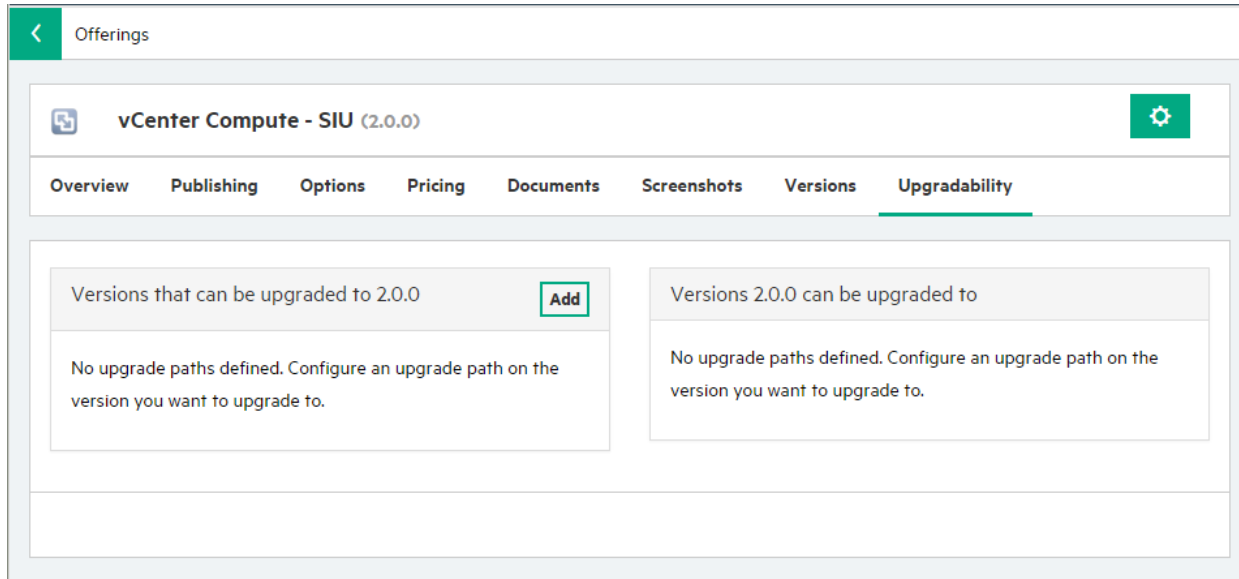 Offerings
vCenter Compute - SIU (2.0.0)
Overview Publishing Options Pricing Documents Screenshots Versions Upgradability
Versions that can be upgraded to 2.0.0 Add
No upgrade paths defined. Configure an upgrade path on the
version you want to upgrade to.
Versions 2.0.0 can be upgraded to
No upgrade paths defined. Configure an upgrade path on the
version you want to upgrade to.